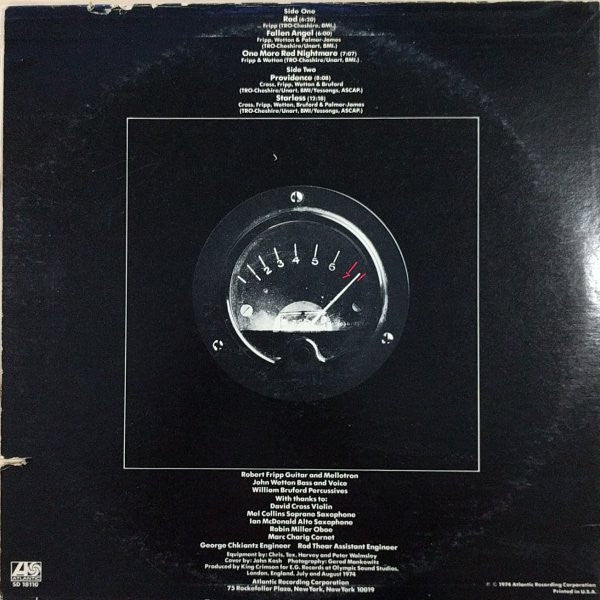 Side One
Red (6:20)
Fripp (TRO-Cheshire, BMI.)
Fallen Angel (6:00)
Fripp, Wetton & Palmer-James
(TRO-Cheshire/Unart, BMI.)
One More Red Nightmare (7:07)
Fripp & Wetton (TRO-Cheshire/Unart, BMI.)
Side Two
Providence (8:08)
Cross, Fripp, Wetton & Bruford
(TRO-Cheshire/Unart, BMI/Yessongs, ASCAP.)
Starless (12:18)
Cross, Fripp, Wetton, Bruford & Palmer-James
(TRO-Cheshire/Unart, BMI/Yessongs, ASCAP.)
2 3 4 5 6 7
Robert Fripp Guitar and Mellotron
John Wetton Bass and Voice
William Bruford Percussives
With thanks to:
David Cross Violin
Mel Collins Soprano Saxophone
Ian McDonald Alto Saxophone
Robin Miller Oboe
Marc Charig Cornet
George Chkiantz Engineer Rod Thear Assistant Engineer
Equipment by: Chris, Tex, Harvey and Peter Walmsley
Cover by: John Kosh Photography: Gered Mankowitz
Produced by King Crimson for E.G. Records at Olympic Sound Studios,
London, England, July and August 1974
Atlantic Recording Corporation
75 Rockefeller Plaza, New York, New York 10019
ATLANTIC
SD 18110
℗ © 1974 Atlantic Recording Corporation
Printed in U.S.A.